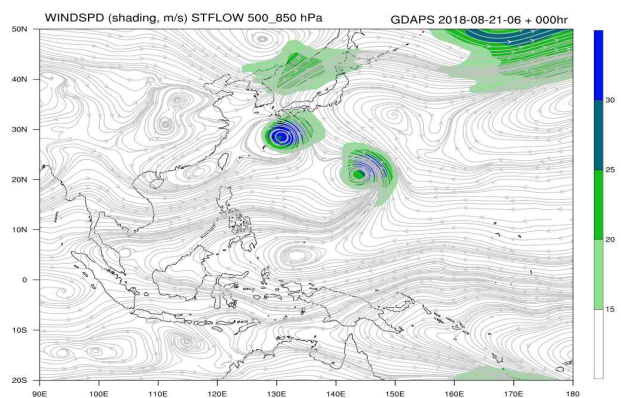 WINDSPD (shading, m/s) STFLOW 500_850 hPa GDAPS 2018-08-21-06 + 000hr
50N
40N
30N
20N
10N
0
10S
20S
90E 100E 110E 120E 130E 140E 150E 160E 170E 180
30
25
20
15